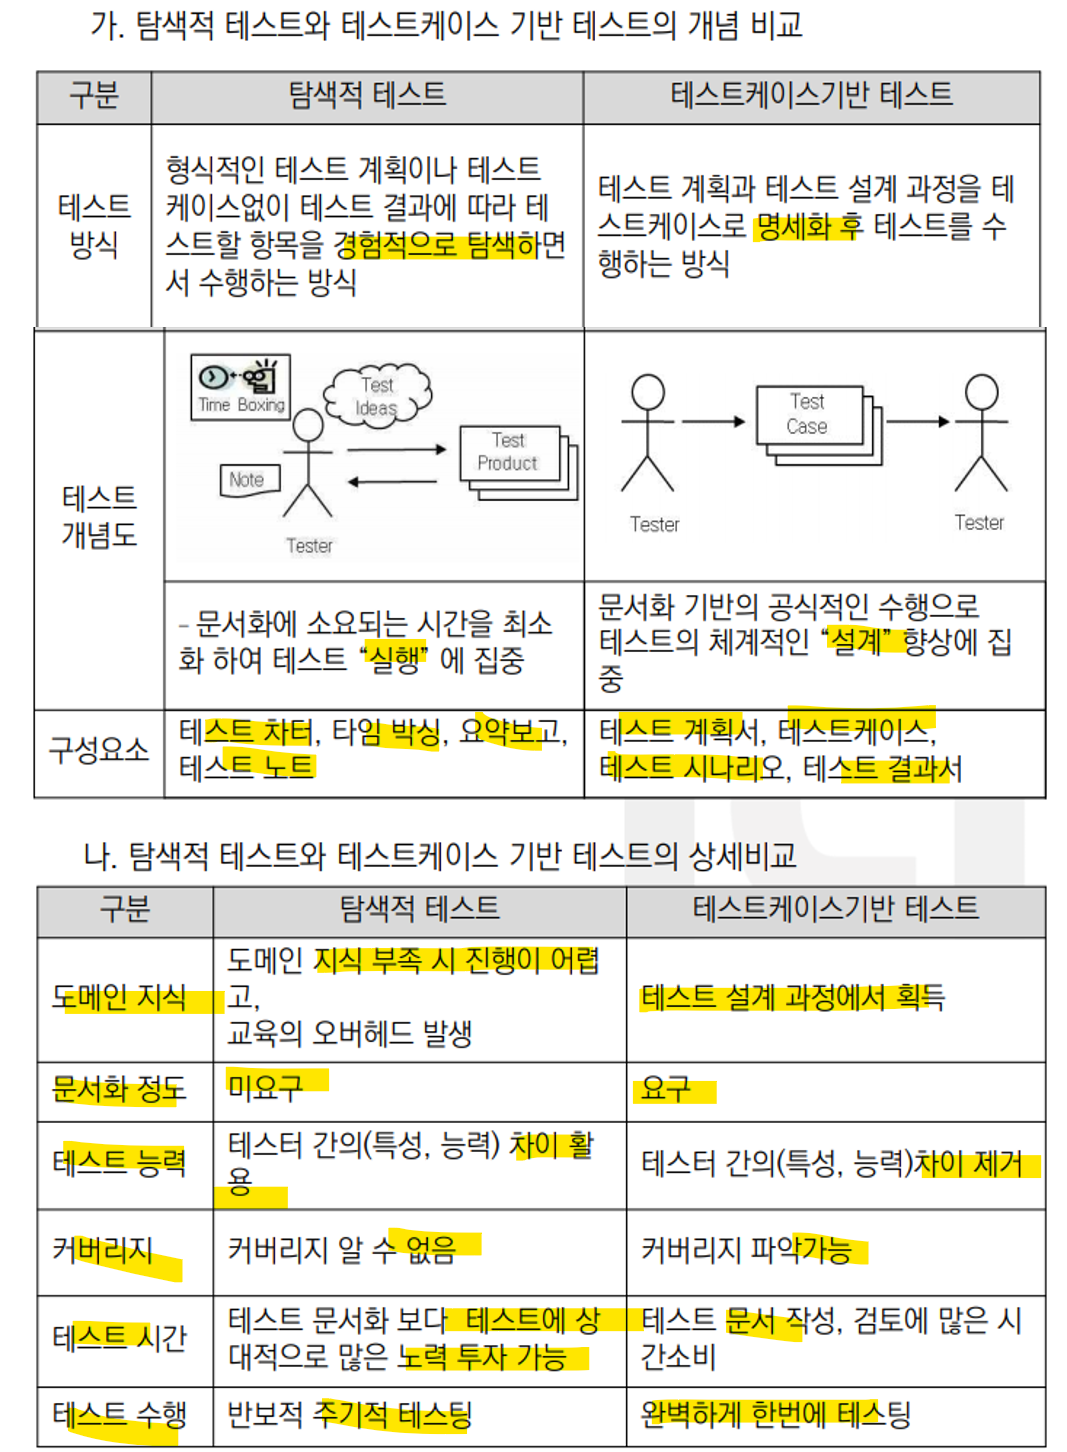 가. 탐색적 테스트와 테스트케이스 기반 테스트의 개념 비교
구분
탐색적 테스트
테스트케이스기반 테스트
테스트
방식
형식적인 테스트 계획이나 테스트
케이스없이 테스트 결과에 따라 테
스트할 항목을 경험적으로 탐색하면
서 수행하는 방식
테스트 계획과 테스트 설계 과정을 테
스트케이스로 명세화 후 테스트를 수
행하는 방식
테스트
개념도
Time Boxing
Test
Ideas
Note
Test
Product
Tester
Test
Case
Tester
Tester
– 문서화에 소요되는 시간을 최소
화 하여 테스트 “실행” 에 집중
문서화 기반의 공식적인 수행으로
테스트의 체계적인 “설계” 향상에 집
중
구성요소
테스트 차터, 타임 박싱, 요약보고,
테스트 노트
테스트 계획서, 테스트케이스,
테스트 시나리오, 테스트 결과서
나. 탐색적 테스트와 테스트케이스 기반 테스트의 상세비교
구분
탐색적 테스트
테스트케이스기반 테스트
도메인 지식
도메인 지식 부족 시 진행이 어렵
고,
교육의 오버헤드 발생
테스트 설계 과정에서 획득
문서화 정도
미요구
요구
테스트 능력
테스터 간의(특성, 능력) 차이 활
용
테스터 간의(특성, 능력)차이 제거
커버리지
커버리지 알 수 없음
커버리지 파악가능
테스트 시간
테스트 문서화 보다 테스트에 상
대적으로 많은 노력 투자 가능
테스트 문서 작성, 검토에 많은 시
간소비
테스트 수행
반보적 주기적 테스팅
완벽하게 한번에 테스팅